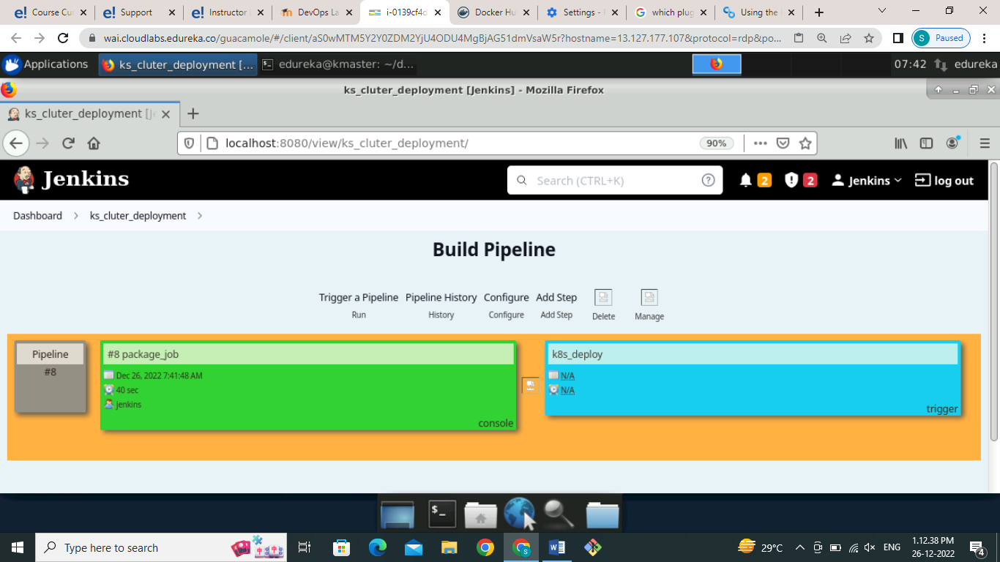 Course Cu
Support
Instructor
DevOps La
i-0139cf4d
Docker Hu
Settings -
which plug
Using the
wai.cloudlabs.edureka.co/guacamole/#/client/aS0wMTM5Y2Y0ZDM2YjU4ODU4MgBjAG51dmVsaW5r?hostname=13.127.177.107&protocol=rdp&po...
S Paused
Applications
ks_cluter_deployment [...
edureka@kmaster: ~/d...
07:42
edureka
ks_cluter_deployment [Jenkins] - Mozilla Firefox
ks_cluter_deployment [Je
localhost:8080/view/ks_cluter_deployment/
90%
Jenkins
Search (CTRL+K)
2
2
Jenkins
log out
Dashboard
ks_cluter_deployment
Build Pipeline
Trigger a Pipeline
Pipeline History
Configure
Add Step
Run
History
Configure
Add Step
Delete
Manage
Pipeline
#8
#8 package_job
Dec 26, 2022 7:41:48 AM
40 sec
jenkins
console
k8s_deploy
N/A
N/A
trigger
Type here to search
29°C
ENG
1.12.38 PM
26-12-2022
4